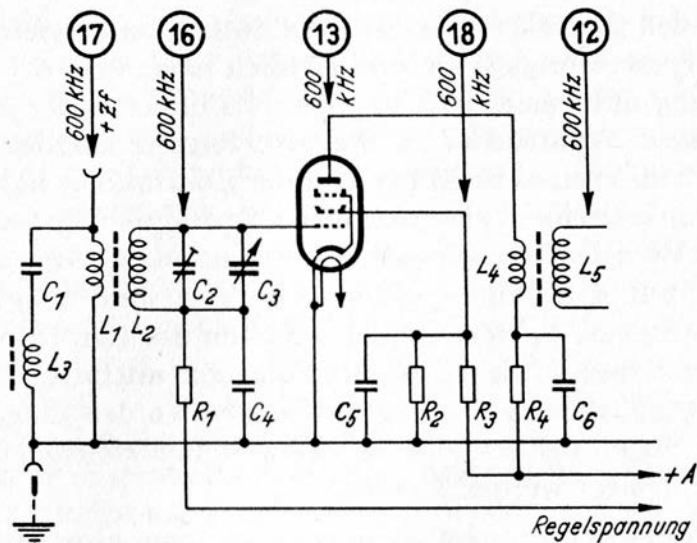 17 16 13 18 12
600 kHz + Zf
600 kHz
600 kHz
600 kHz
600 kHz
C1 L1 L2 C2 C3 L4 L5
L3 R1 C4 C5 R2 R3 R4 C6
+A
Regelspannung